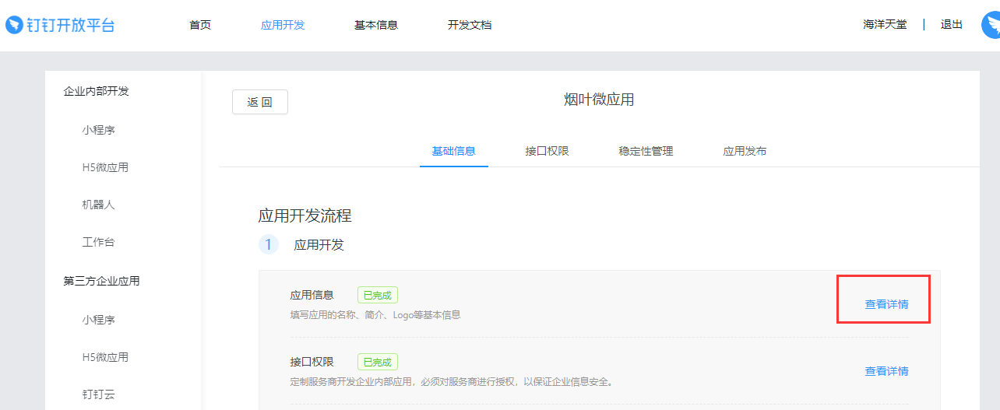 钉钉开放平台 首页 应用开发 基本信息 开发文档 海洋天堂 | 退出
企业内部开发
小程序
H5微应用
机器人
工作台
第三方企业应用
小程序
H5微应用
钉钉云
返 回
烟叶微应用
基础信息 接口权限 稳定性管理 应用发布
应用开发流程
1 应用开发
应用信息 已完成
填写应用的名称、简介、Logo等基本信息
查看详情
接口权限 已完成
定制服务商开发企业内部应用，必须对服务商进行授权，以保证企业信息安全。
查看详情